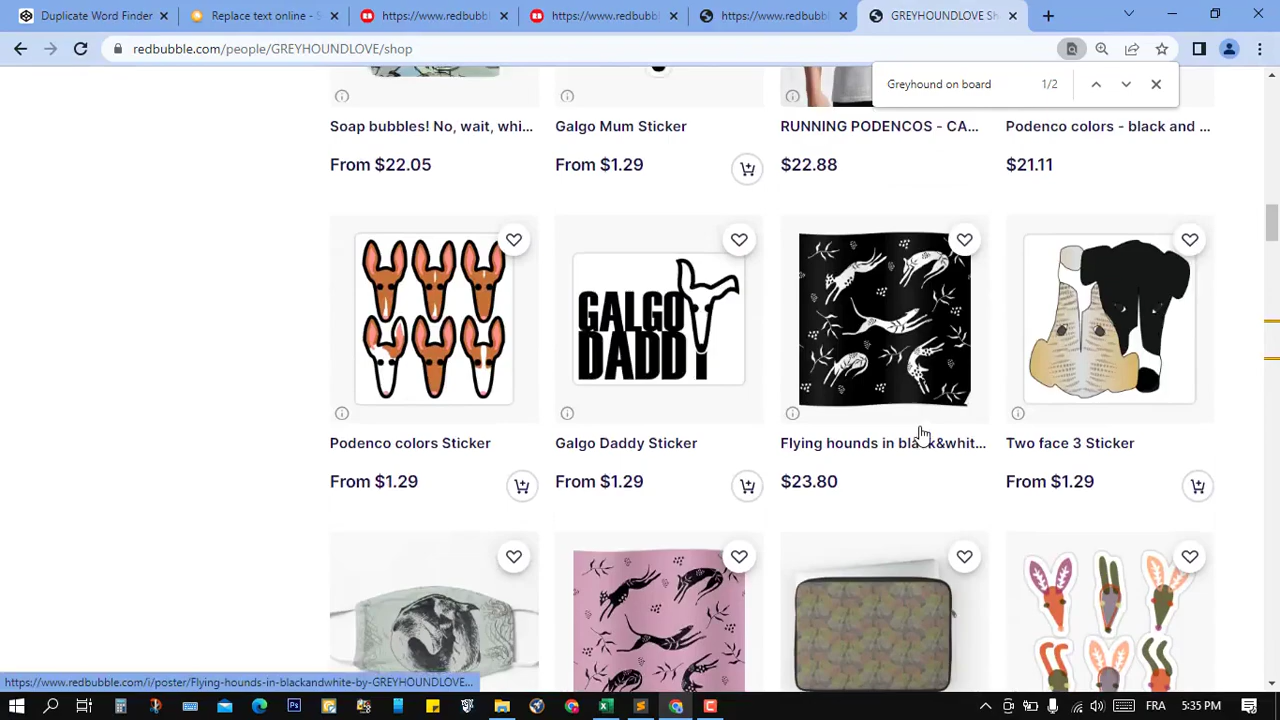 Duplicate Word Finder
Replace text online - S
https://www.redbubb
https://www.redbubb
https://www.redbubb
GREYHOUNDLOVE Sh
redbubble.com/people/GREYHOUNDLOVE/shop
Greyhound on board 1/2
Soap bubbles! No, wait, whi...
Galgo Mum Sticker
RUNNING PODENCOS - CA...
Podenco colors - black and ...
From $22.05
From $1.29
$22.88
$21.11
GALGO
DADD
Podenco colors Sticker
Galgo Daddy Sticker
Flying hounds in black&whit...
Two face 3 Sticker
From $1.29
From $1.29
$23.80
From $1.29
https://www.redbubble.com/i/poster/Flying-hounds-in-blackandwhite-by-GREYHOUNDLOVE...
FRA
5:35 PM